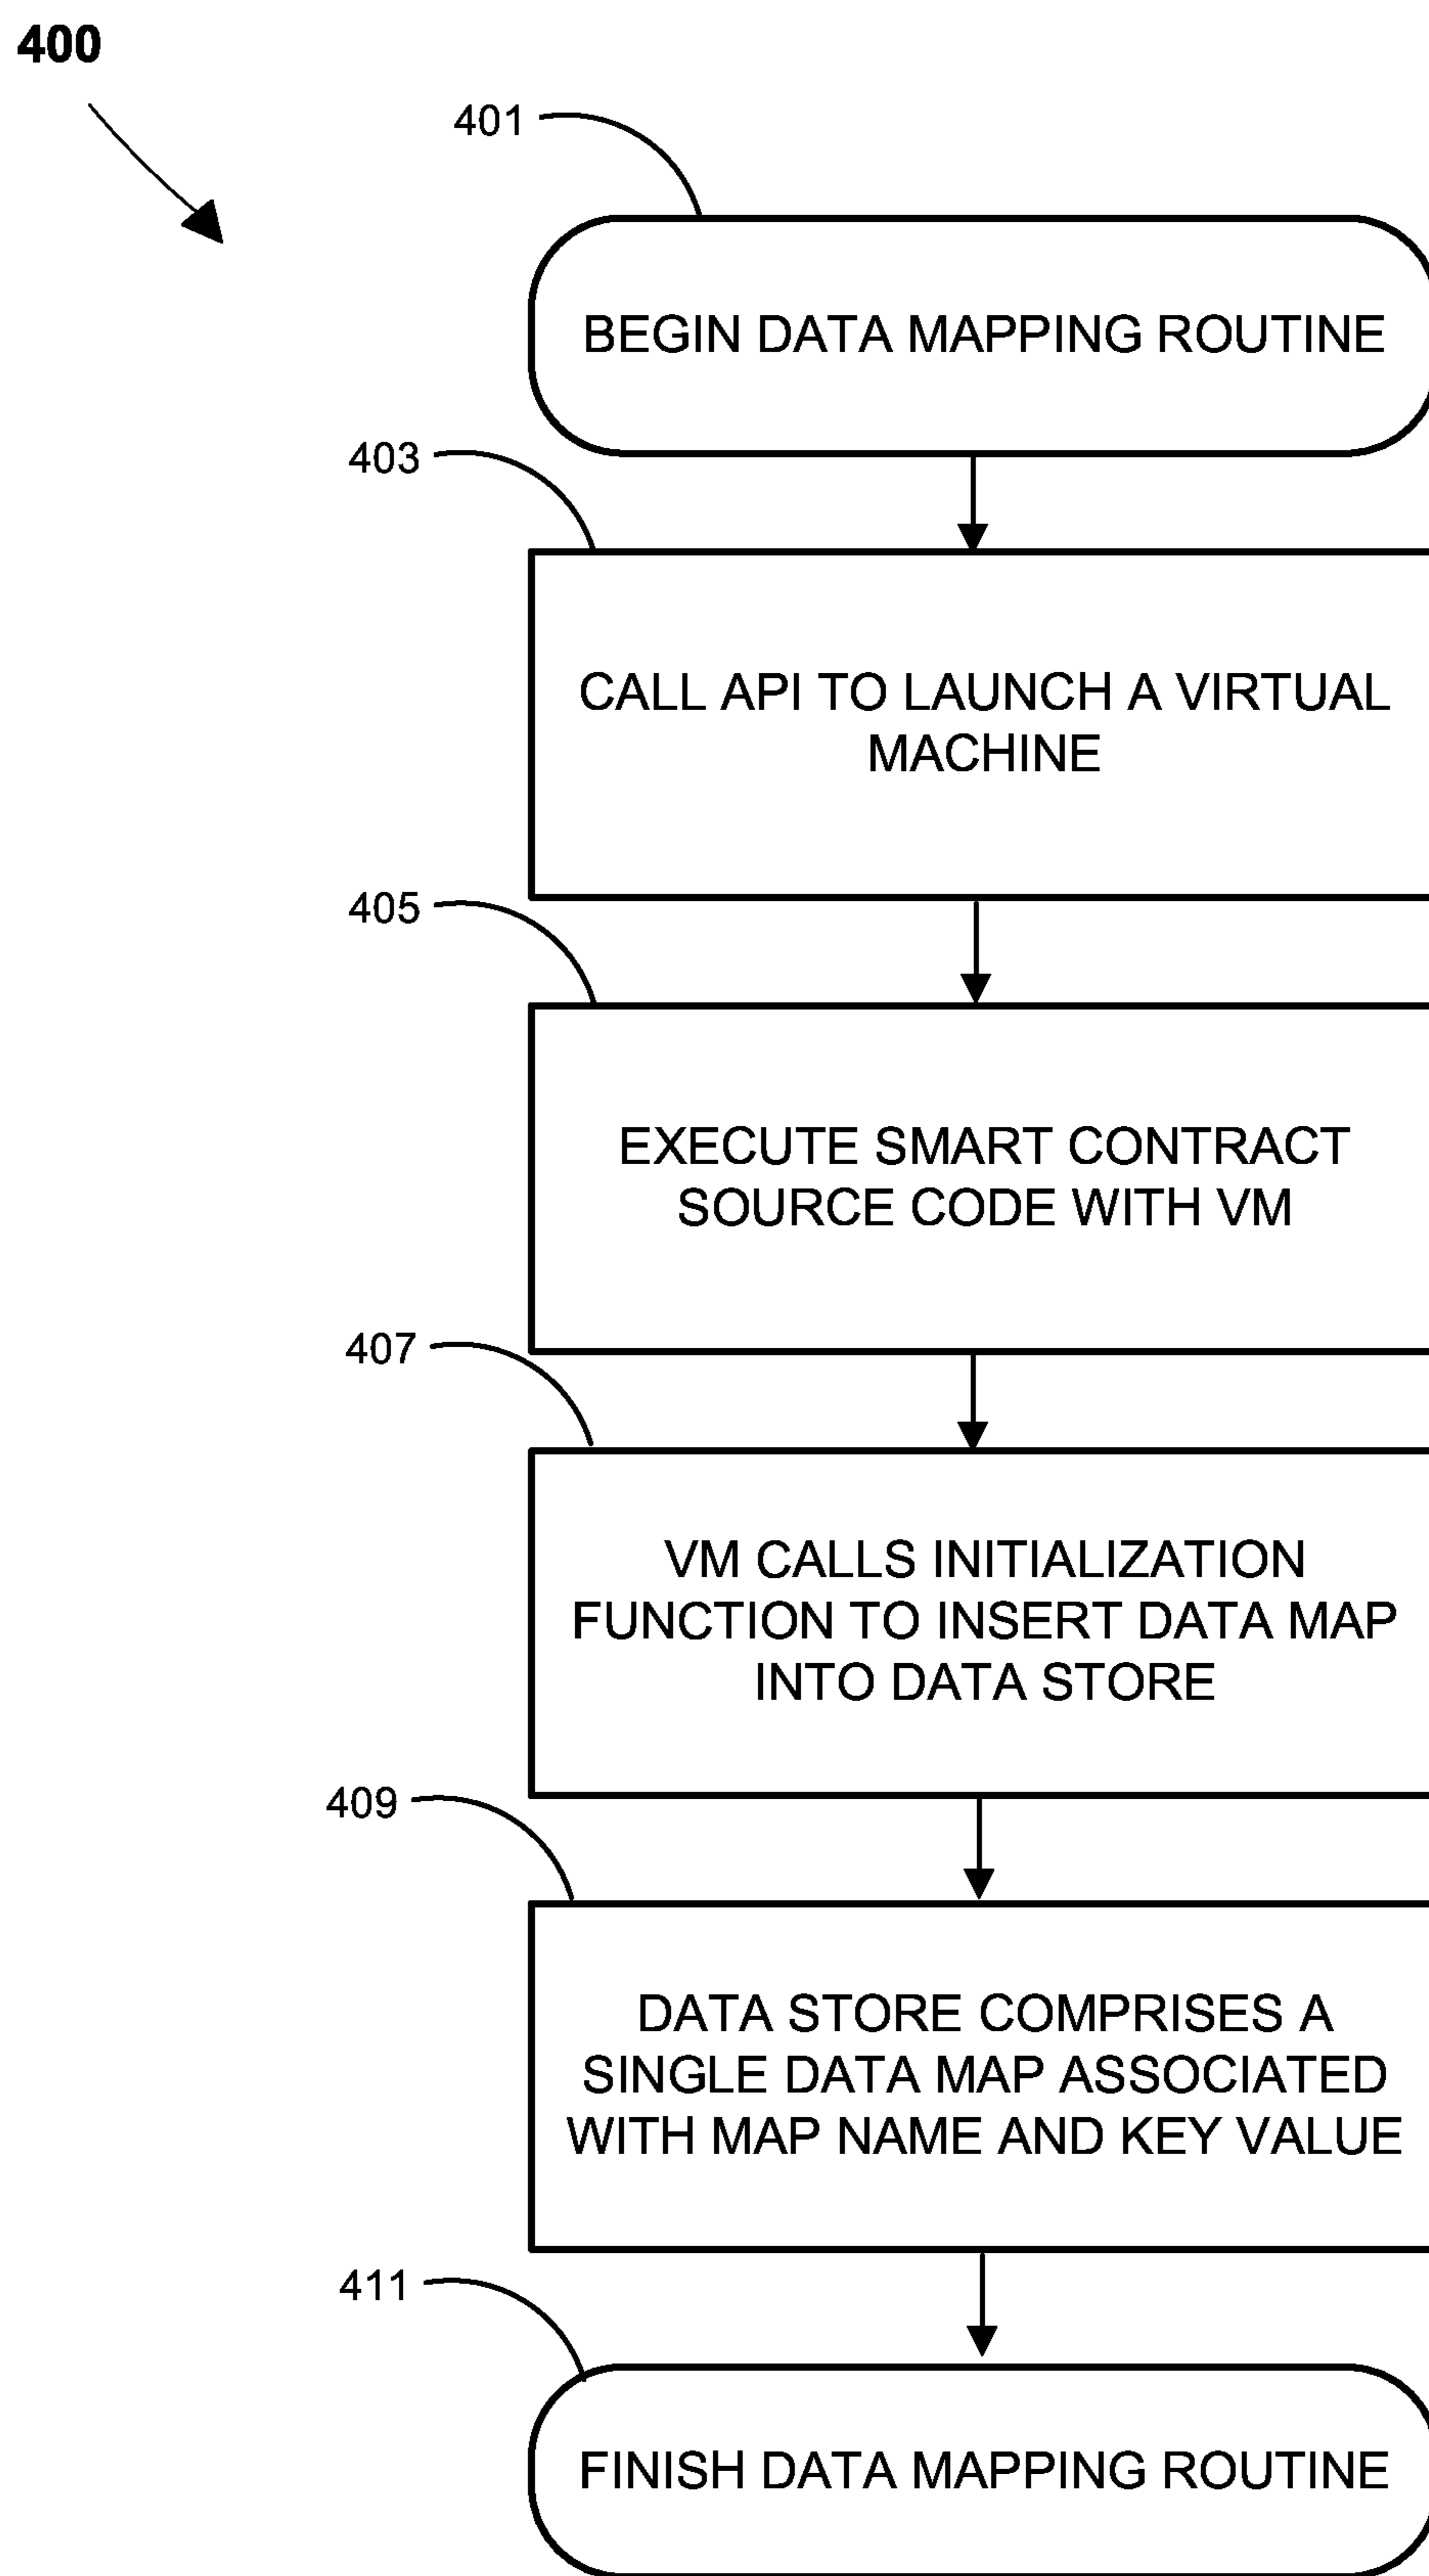 400
401
BEGIN DATA MAPPING ROUTINE
403
CALL API TO LAUNCH A VIRTUAL
MACHINE
405
EXECUTE SMART CONTRACT
SOURCE CODE WITH VM
407
VM CALLS INITIALIZATION
FUNCTION TO INSERT DATA MAP
INTO DATA STORE
409
DATA STORE COMPRISES A
SINGLE DATA MAP ASSOCIATED
WITH MAP NAME AND KEY VALUE
411
FINISH DATA MAPPING ROUTINE